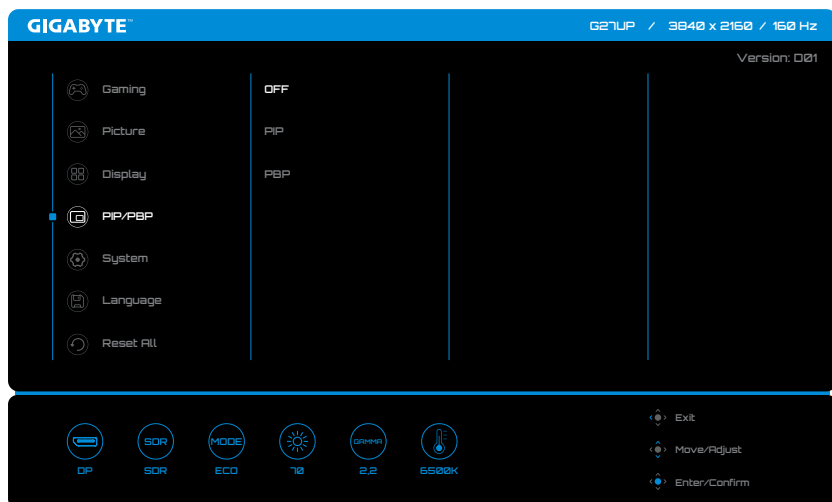 GIGABYTE™
G27UP / 3840 x 2160 / 160 Hz
Version: D01
Gaming
Picture
Display
PIP/PBP
System
Language
Reset All
OFF
PIP
PBP
SDR
MODE
GAMMA
DP
SDR
ECO
70
2,2
6500K
Exit
Move/Adjust
Enter/Confirm